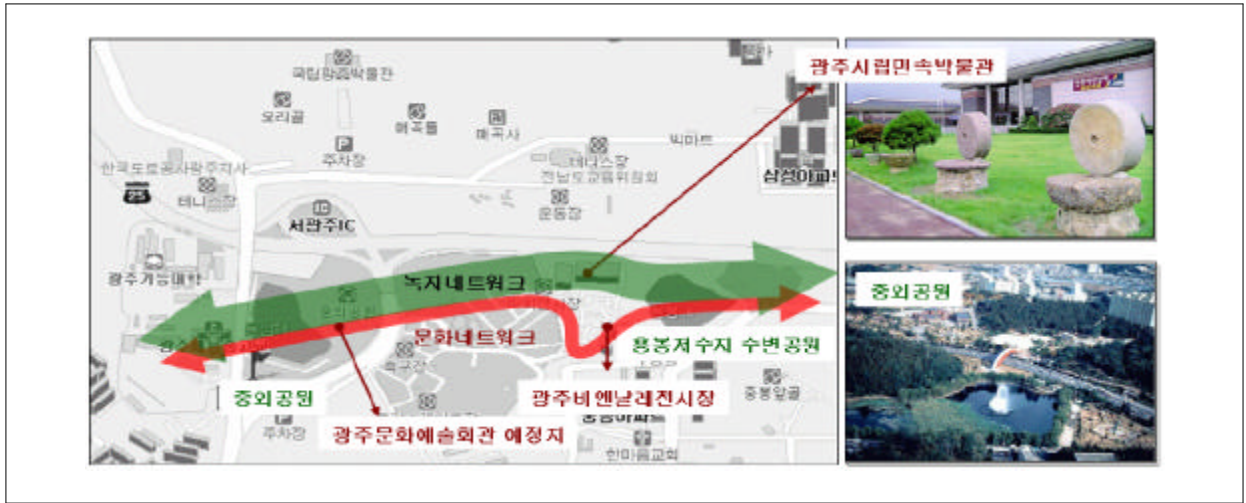 광주시립민속박물관
국립광주박물관
오리골
매곡동
매곡사
빅마트
주차장
테니스장
한국도로공사광주지사
전남도교육위원회
삼성아파트
25
테니스장
운동장
서광주IC
광주기능대학
녹지네트워크
문화네트워크
용봉저수지 수변공원
족구장
중외공원
광주비엔날레전시장
중봉앞골
주차장
광주문화예술회관 예정지
한마음교회
중외공원